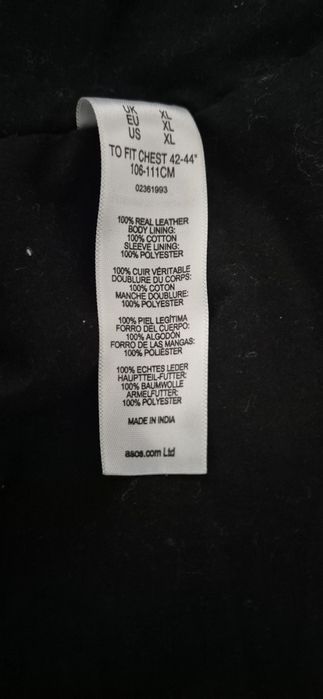 UK XL
EU XL
US XL
TO FIT CHEST 42-44"
106-111CM
02361993
100% REAL LEATHER
BODY LINING:
100% COTTON
SLEEVE LINING:
100% POLYESTER
100% CUIR VÉRITABLE
DOUBLURE DU CORPS:
100% COTON
MANCHE DOUBLURE:
100% POLYESTER
100% PIEL LEGÍTIMA
FORRO DEL CUERPO:
100% ALGODÓN
FORRO DE LAS MANGAS:
100% POLIÉSTER
100% ECHTES LEDER
HAUPTTEIL-FUTTER:
100% BAUMWOLLE
ÄRMELFUTTER:
100% POLYESTER
MADE IN INDIA
asos.com Ltd